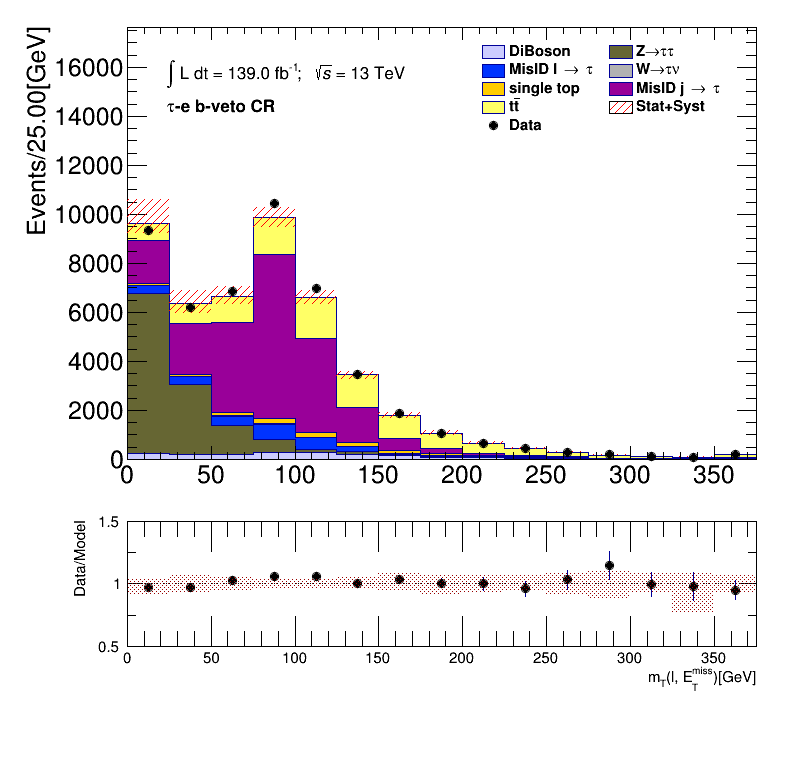 Events/25.00[GeV]
16000
14000
12000
10000
8000
6000
4000
2000
0
∫ L dt = 139.0 fb⁻¹; √s = 13 TeV
τ-e b-veto CR
DiBoson
MisID l → τ
single top
tt̄
Data
Z→ττ
W→τν
MisID j → τ
Stat+Syst
0 50 100 150 200 250 300 350
Data/Model
1.5
1
0.5
0 50 100 150 200 250 300 350
m_T(l, E_T^miss)[GeV]